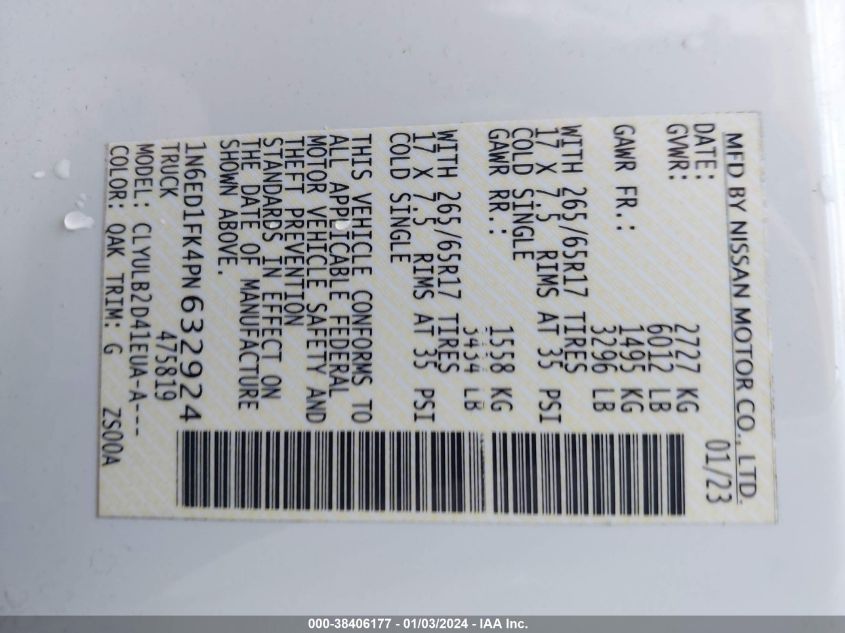 MFD BY NISSAN MOTOR CO., LTD.
DATE: 01/23
GVWR: 2727 KG
6012 LB
GAWR FR.: 1495 KG
3296 LB
WITH 265/65R17 TIRES
17 X 7.5 RIMS AT 35 PSI
COLD SINGLE
GAWR RR.: 1558 KG
3434 LB
WITH 265/65R17 TIRES
17 X 7.5 RIMS AT 35 PSI
COLD SINGLE
THIS VEHICLE CONFORMS TO
ALL APPLICABLE FEDERAL
MOTOR VEHICLE SAFETY AND
THEFT PREVENTION
STANDARDS IN EFFECT ON
THE DATE OF MANUFACTURE
SHOWN ABOVE.
1N6ED1FK4PN632924
TRUCK 475819
MODEL: CLYULB2D41EUA-A---
COLOR: QAK TRIM: G ZS00A
000-38406177 - 01/03/2024 - IAA Inc.